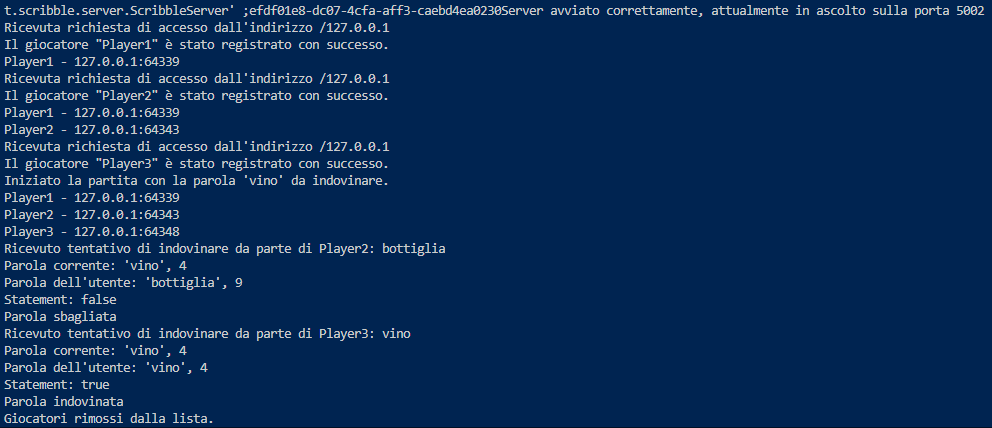 t.scribble.server.ScribbleServer' ;efdf01e8-dc07-4cfa-aff3-caebd4ea0230Server avviato correttamente, attualmente in ascolto sulla porta 5002
Ricevuta richiesta di accesso dall'indirizzo /127.0.0.1
Il giocatore "Player1" è stato registrato con successo.
Player1 - 127.0.0.1:64339
Ricevuta richiesta di accesso dall'indirizzo /127.0.0.1
Il giocatore "Player2" è stato registrato con successo.
Player1 - 127.0.0.1:64339
Player2 - 127.0.0.1:64343
Ricevuta richiesta di accesso dall'indirizzo /127.0.0.1
Il giocatore "Player3" è stato registrato con successo.
Iniziato la partita con la parola 'vino' da indovinare.
Player1 - 127.0.0.1:64339
Player2 - 127.0.0.1:64343
Player3 - 127.0.0.1:64348
Ricevuto tentativo di indovinare da parte di Player2: bottiglia
Parola corrente: 'vino', 4
Parola dell'utente: 'bottiglia', 9
Statement: false
Parola sbagliata
Ricevuto tentativo di indovinare da parte di Player3: vino
Parola corrente: 'vino', 4
Parola dell'utente: 'vino', 4
Statement: true
Parola indovinata
Giocatori rimossi dalla lista.